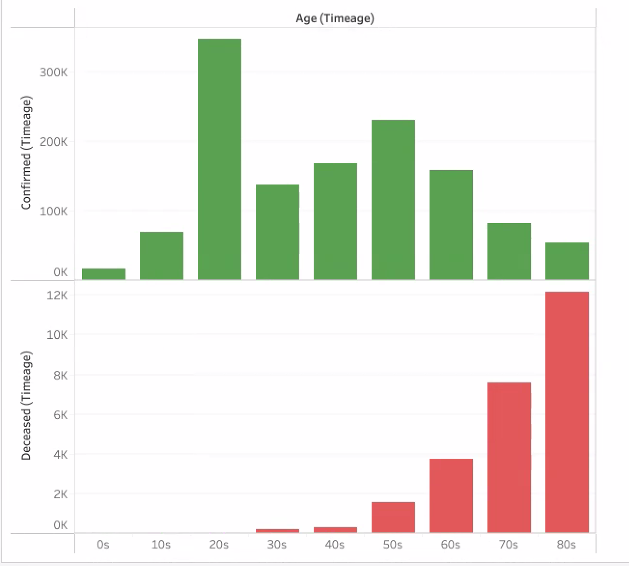 Age (Timeage)
Confirmed (Timeage)
300K
200K
100K
0K
Deceased (Timeage)
12K
10K
8K
6K
4K
2K
0K
0s 10s 20s 30s 40s 50s 60s 70s 80s